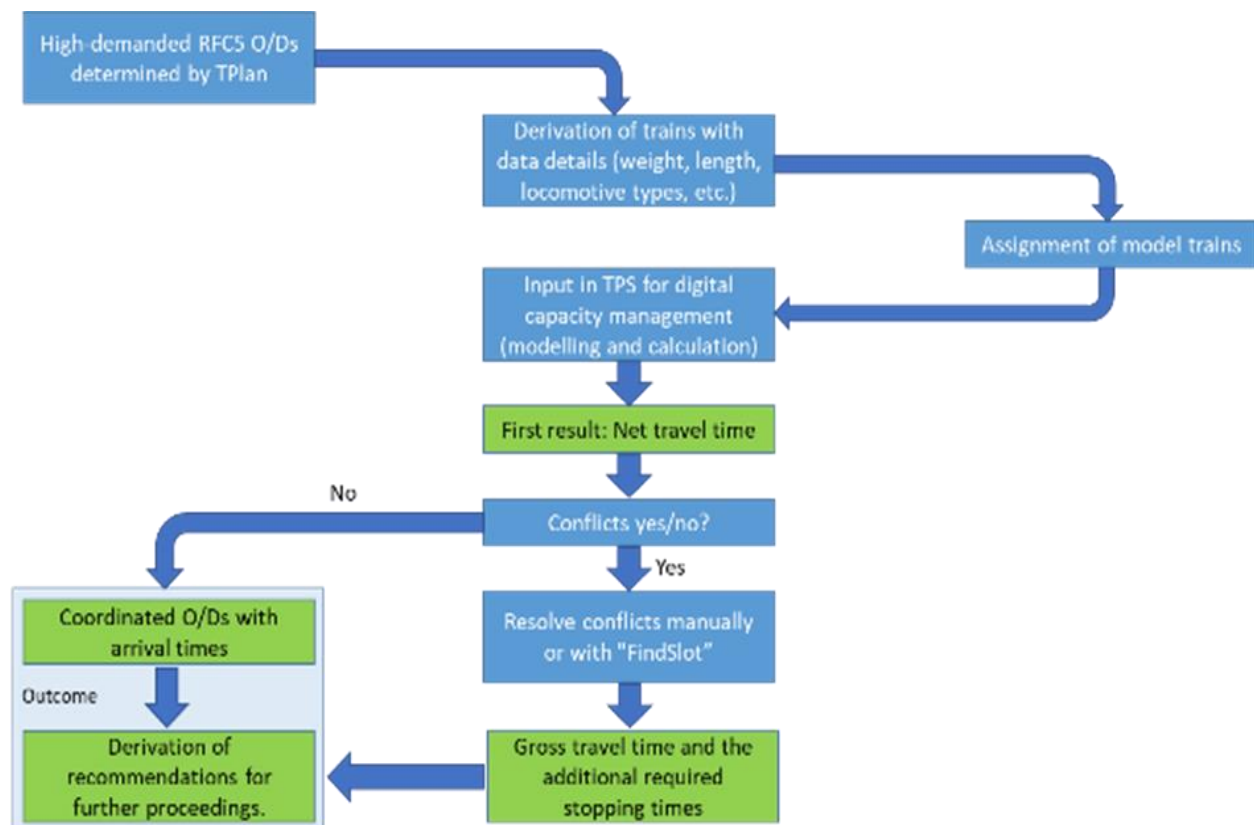 High-demanded RFC5 O/Ds
determined by TPlan
Derivation of trains with
data details (weight, length,
locomotive types, etc.)
Assignment of model trains
Input in TPS for digital
capacity management
(modelling and calculation)
First result: Net travel time
No
Conflicts yes/no?
Yes
Resolve conflicts manually
or with "FindSlot”
Coordinated O/Ds with
arrival times
Outcome
Derivation of
recommendations for
further proceedings.
Gross travel time and the
additional required
stopping times